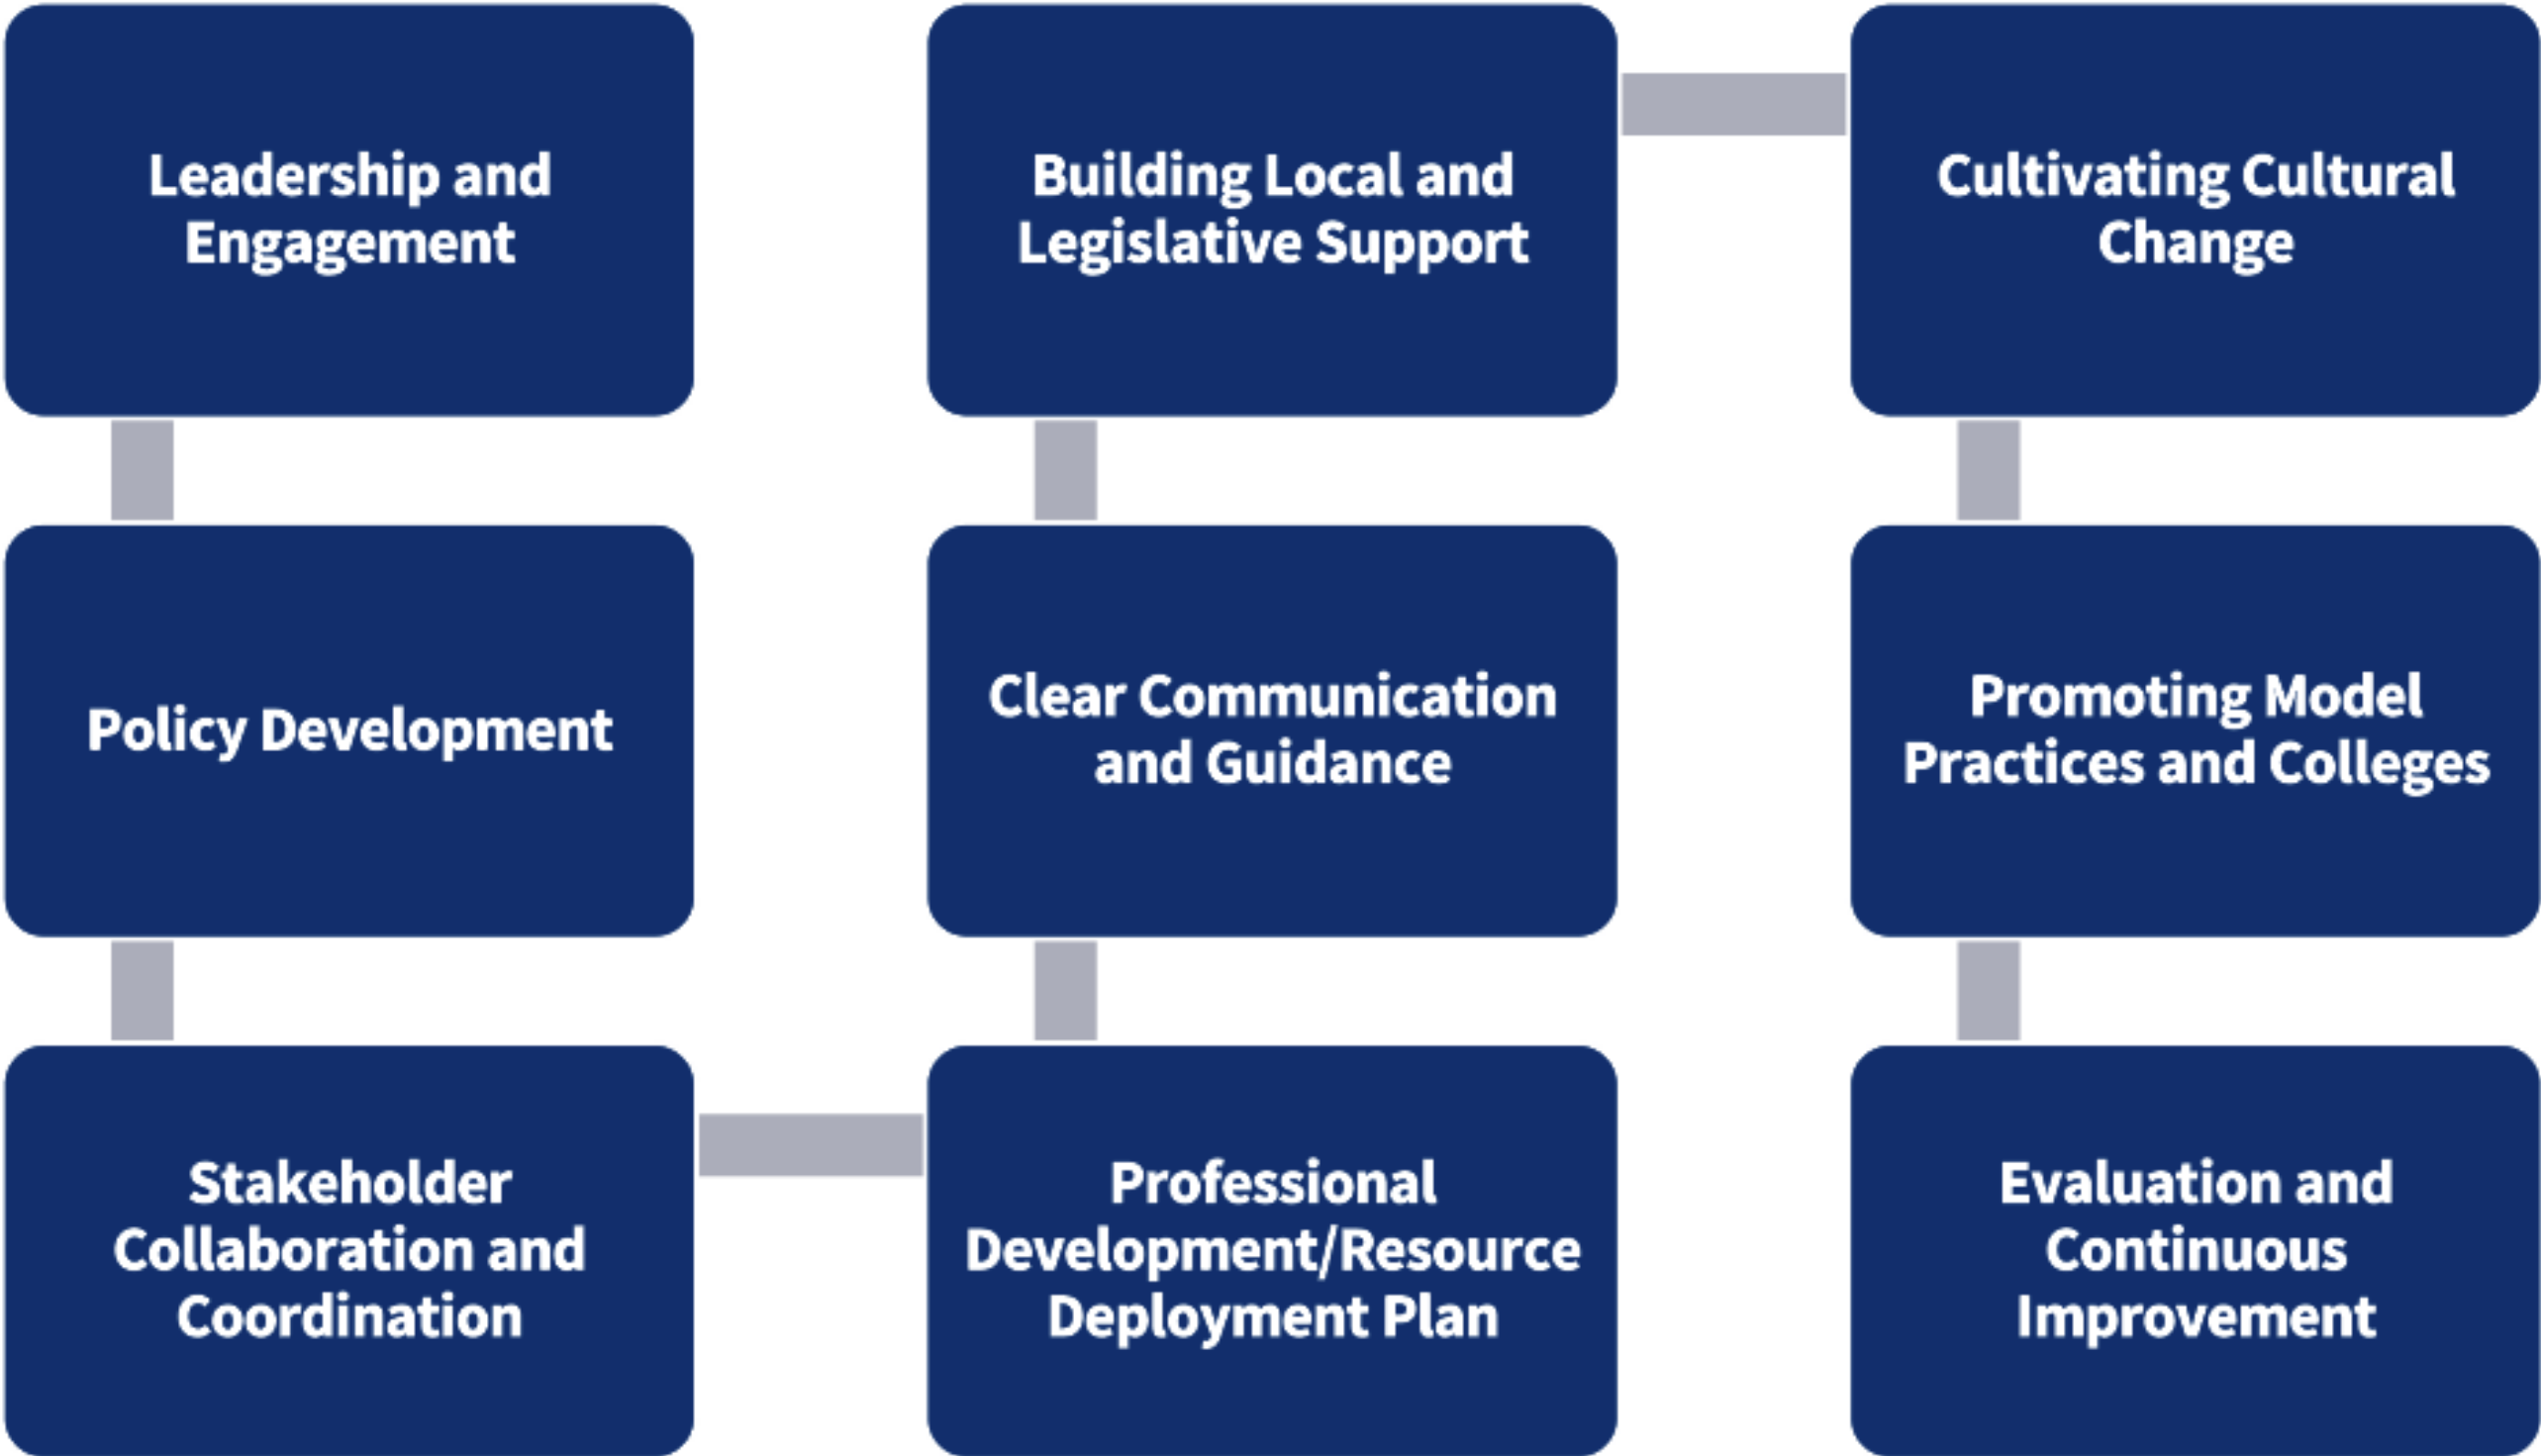 Leadership and
Engagement
Policy Development
Stakeholder
Collaboration and
Coordination
Professional
Development/Resource
Deployment Plan
Clear Communication
and Guidance
Building Local and
Legislative Support
Cultivating Cultural
Change
Promoting Model
Practices and Colleges
Evaluation and
Continuous
Improvement